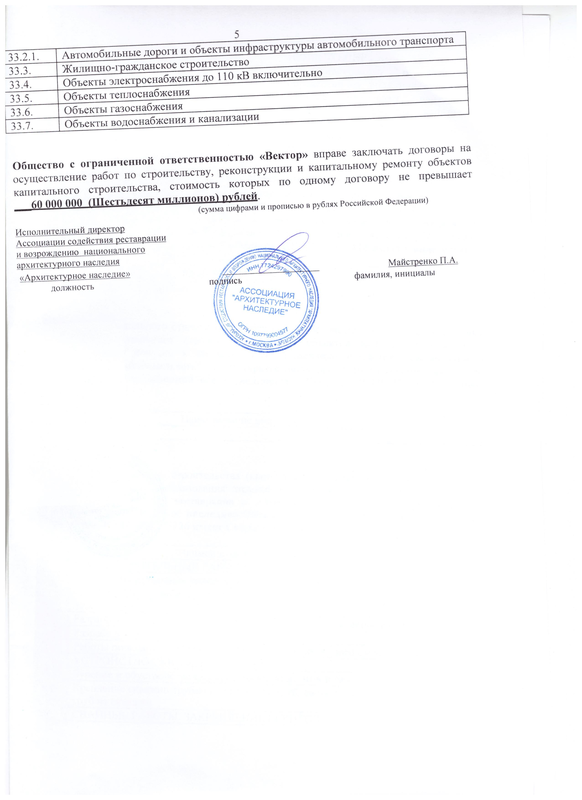 5
33.2.1. Автомобильные дороги и объекты инфраструктуры автомобильного транспорта
33.3. Жилищно-гражданское строительство
33.4. Объекты электроснабжения до 110 кВ включительно
33.5. Объекты теплоснабжения
33.6. Объекты газоснабжения
33.7. Объекты водоснабжения и канализации
Общество с ограниченной ответственностью «Вектор» вправе заключать договоры на
осуществление работ по строительству, реконструкции и капитальному ремонту объектов
капитального строительства, стоимость которых по одному договору не превышает
60 000 000 (Шестьдесят миллионов) рублей.
(сумма цифрами и прописью в рублях Российской Федерации)
Исполнительный директор
Ассоциации содействия реставрации
и возрождению национального
архитектурного наследия
«Архитектурное наследие»
должность
подпись
Майстренко П.А.
фамилия, инициалы
АССОЦИАЦИЯ
"АРХИТЕКТУРНОЕ
НАСЛЕДИЕ"
г.МОСКВА